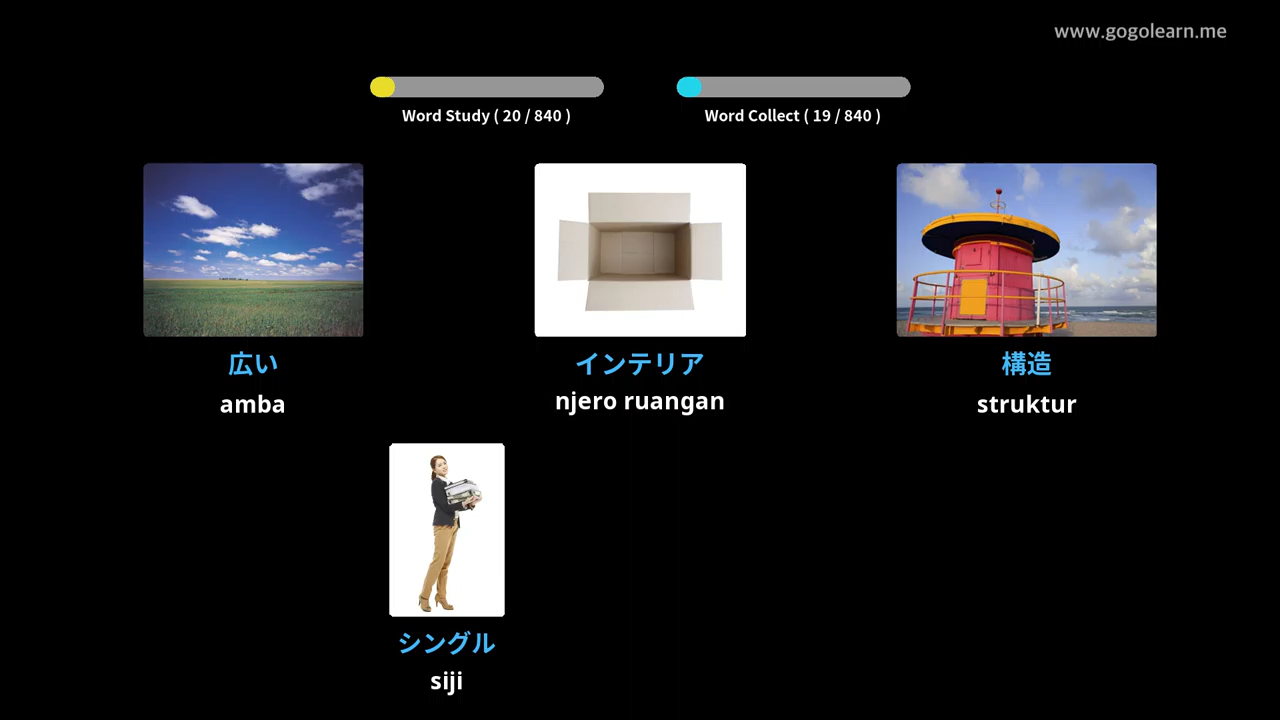 www.gogolearn.me
Word Study ( 20 / 840 )
Word Collect ( 19 / 840 )
広い
amba
インテリア
njero ruangan
構造
struktur
シングル
siji